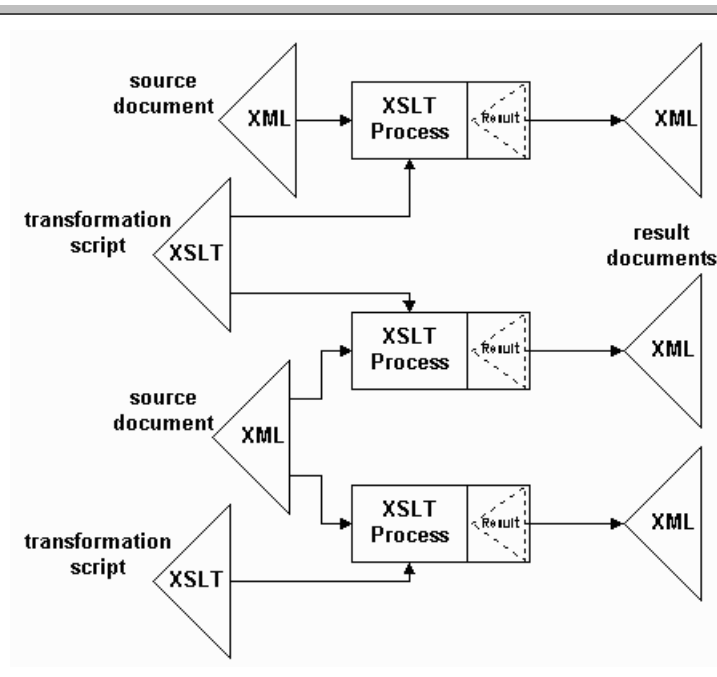 source
document
XML
XSLT
Process
Result
XML
transformation
script
XSLT
result
documents
XSLT
Process
Result
XML
source
document
XML
XSLT
Process
Result
XML
transformation
script
XSLT